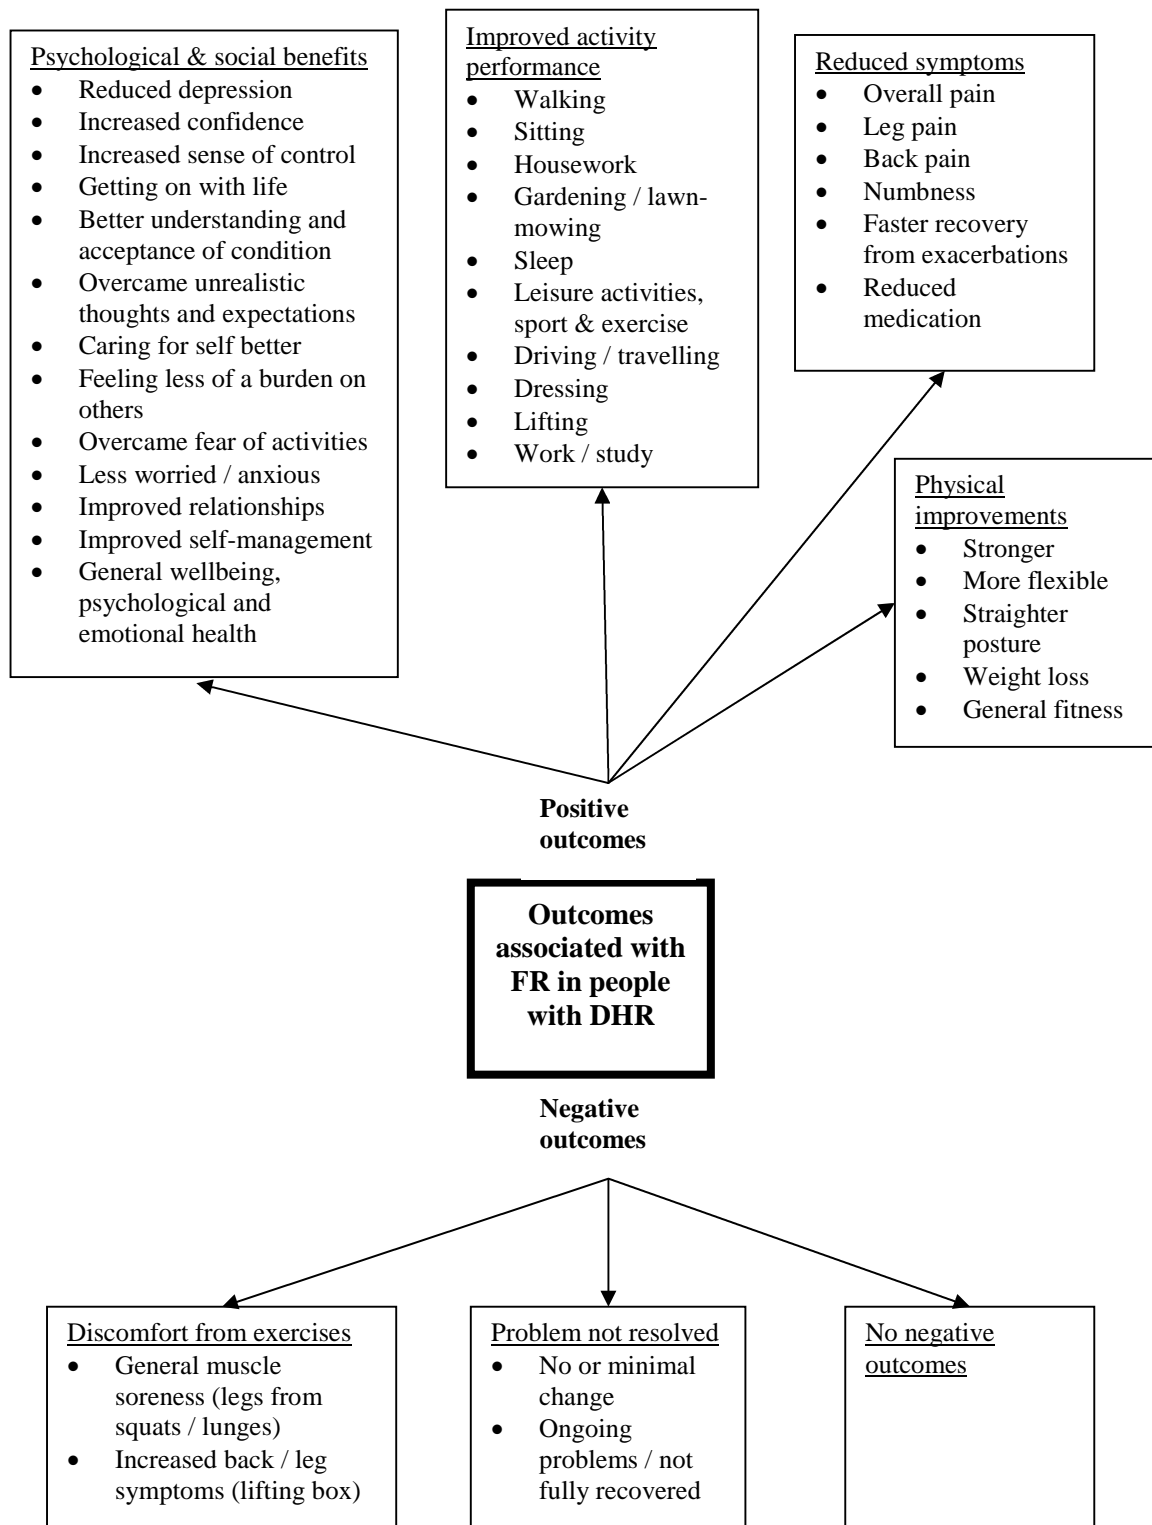 Psychological & social benefits
• Reduced depression
• Increased confidence
• Increased sense of control
• Getting on with life
• Better understanding and
acceptance of condition
• Overcame unrealistic
thoughts and expectations
• Caring for self better
• Feeling less of a burden on
others
• Overcame fear of activities
• Less worried / anxious
• Improved relationships
• Improved self-management
• General wellbeing,
psychological and
emotional health
Improved activity
performance
• Walking
• Sitting
• Housework
• Gardening / lawn-
mowing
• Sleep
• Leisure activities,
sport & exercise
• Driving / travelling
• Dressing
• Lifting
• Work / study
Reduced symptoms
• Overall pain
• Leg pain
• Back pain
• Numbness
• Faster recovery
from exacerbations
• Reduced
medication
Physical
improvements
• Stronger
• More flexible
• Straighter
posture
• Weight loss
• General fitness
Positive
outcomes
Outcomes
associated with
FR in people
with DHR
Negative
outcomes
Discomfort from exercises
• General muscle
soreness (legs from
squats / lunges)
• Increased back / leg
symptoms (lifting box)
Problem not resolved
• No or minimal
change
• Ongoing
problems / not
fully recovered
No negative
outcomes